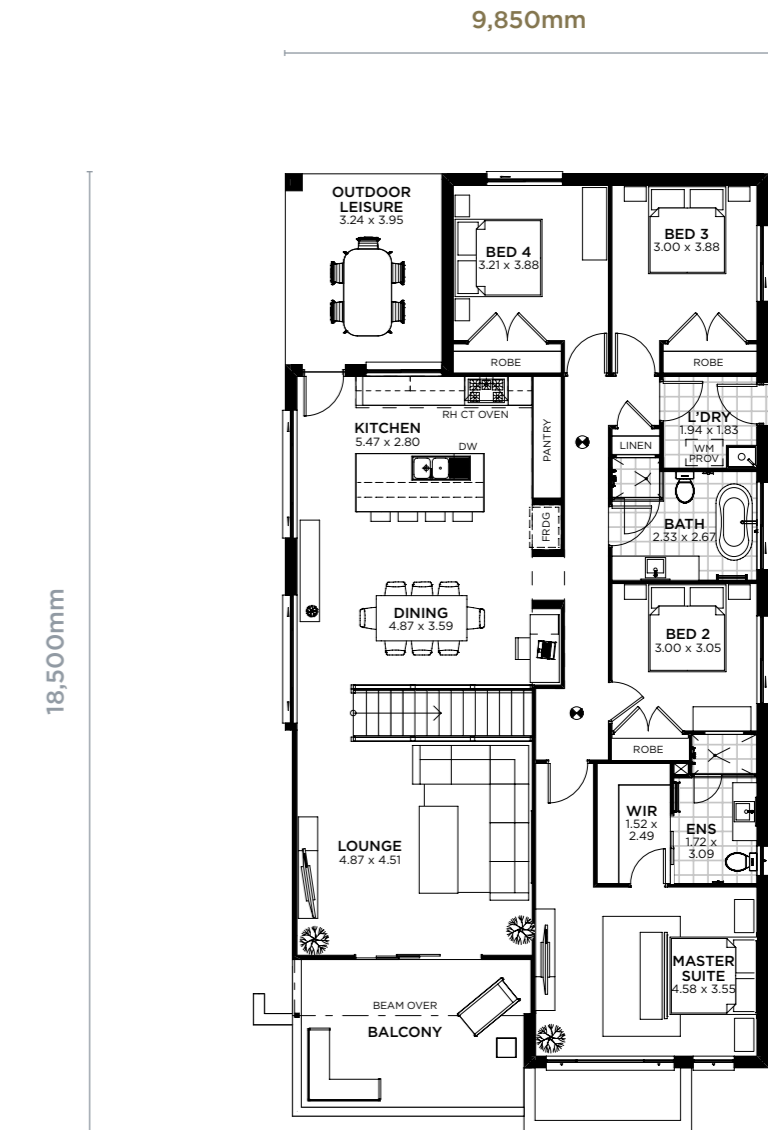 9,850mm
18,500mm
OUTDOOR
LEISURE
3.24 x 3.95
BED 4
3.21 x 3.88
BED 3
3.00 x 3.88
ROBE
ROBE
RH CT OVEN
KITCHEN
5.47 x 2.80
DW
PANTRY
L'DRY
1.94 x 1.83
WM
PROV
LINEN
FRDG
BATH
2.33 x 2.67
DINING
4.87 x 3.59
BED 2
3.00 x 3.05
ROBE
WIR
1.52 x
2.49
ENS
1.72 x
3.09
LOUNGE
4.87 x 4.51
MASTER
SUITE
4.58 x 3.55
BEAM OVER
BALCONY